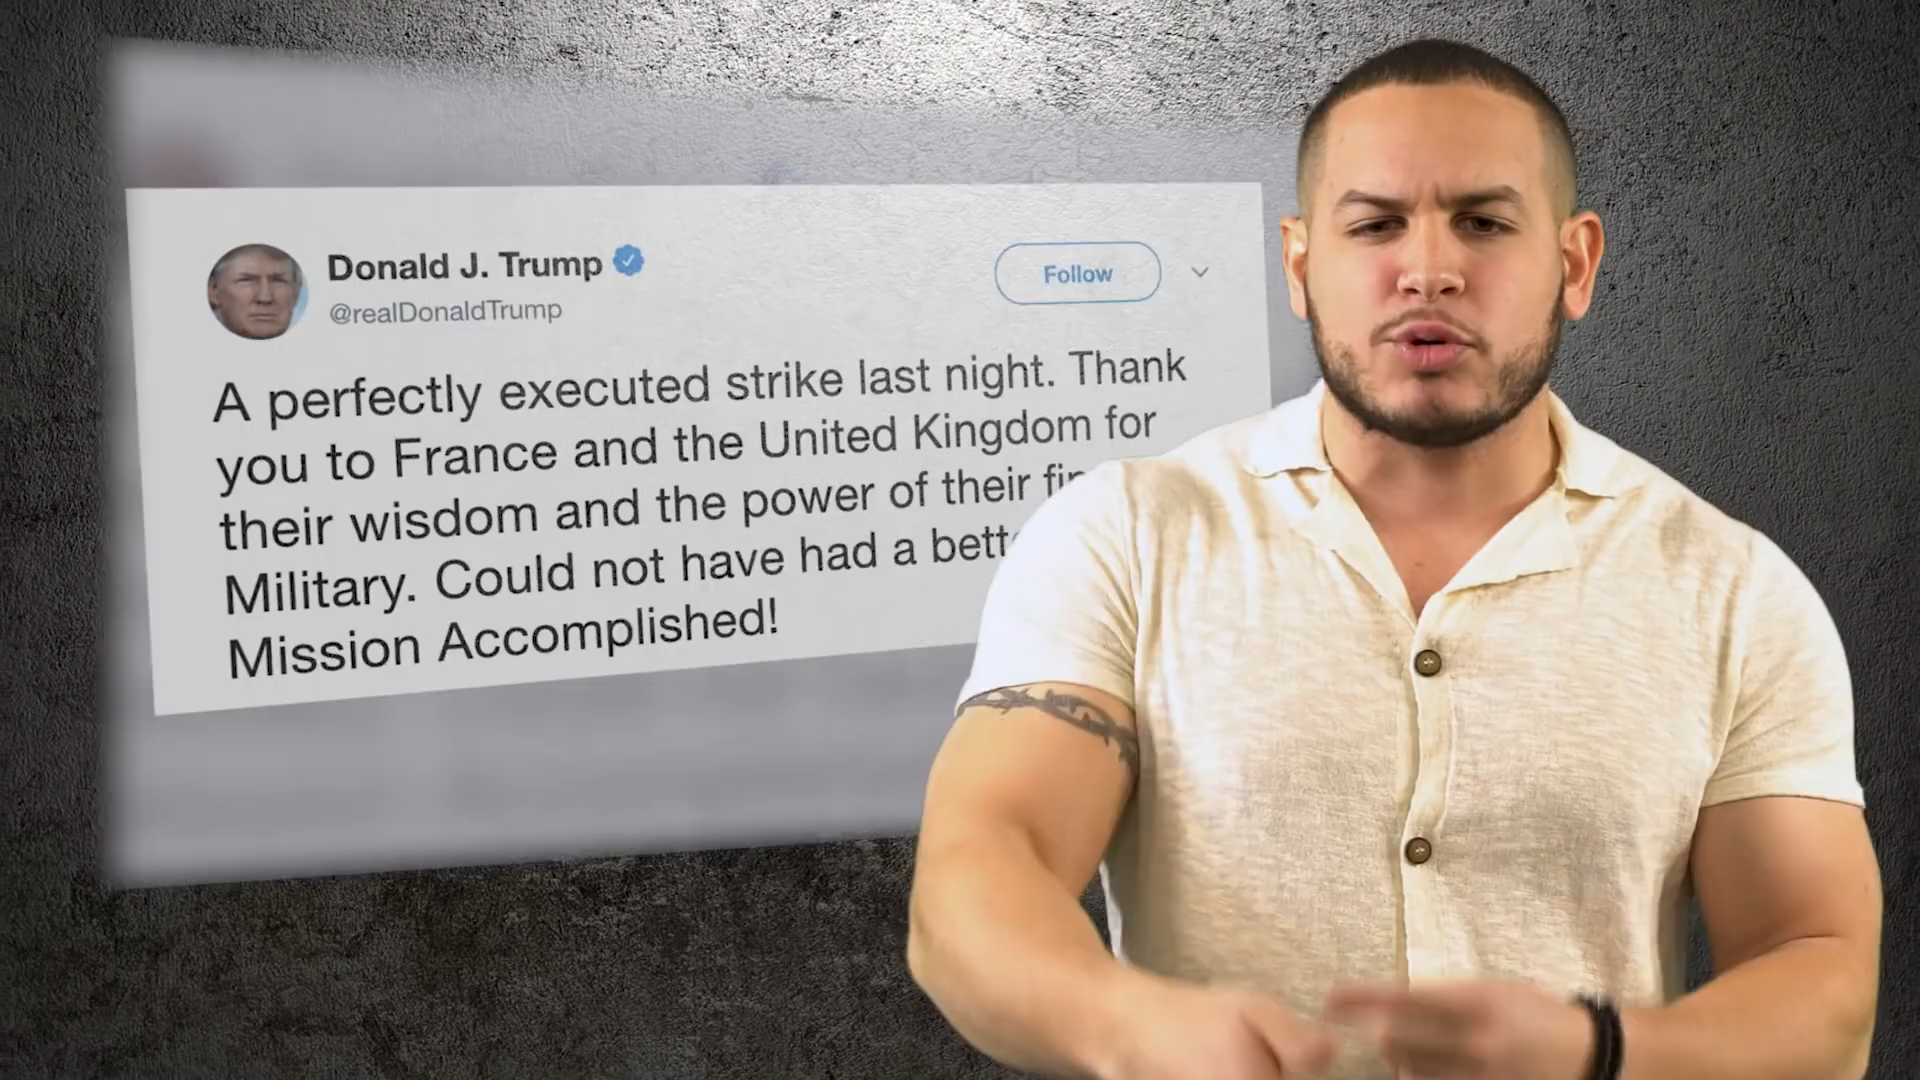 Donald J. Trump
@realDonaldTrump
Follow
A perfectly executed strike last night. Thank
you to France and the United Kingdom for
their wisdom and the power of their
Military. Could not have had a
Mission Accomplished!